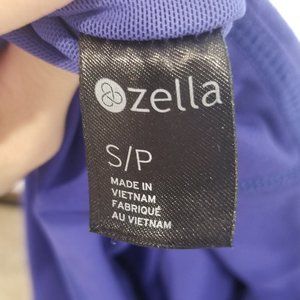 zella
S/P
MADE IN
VIETNAM
FABRIQUÉ
AU VIETNAM